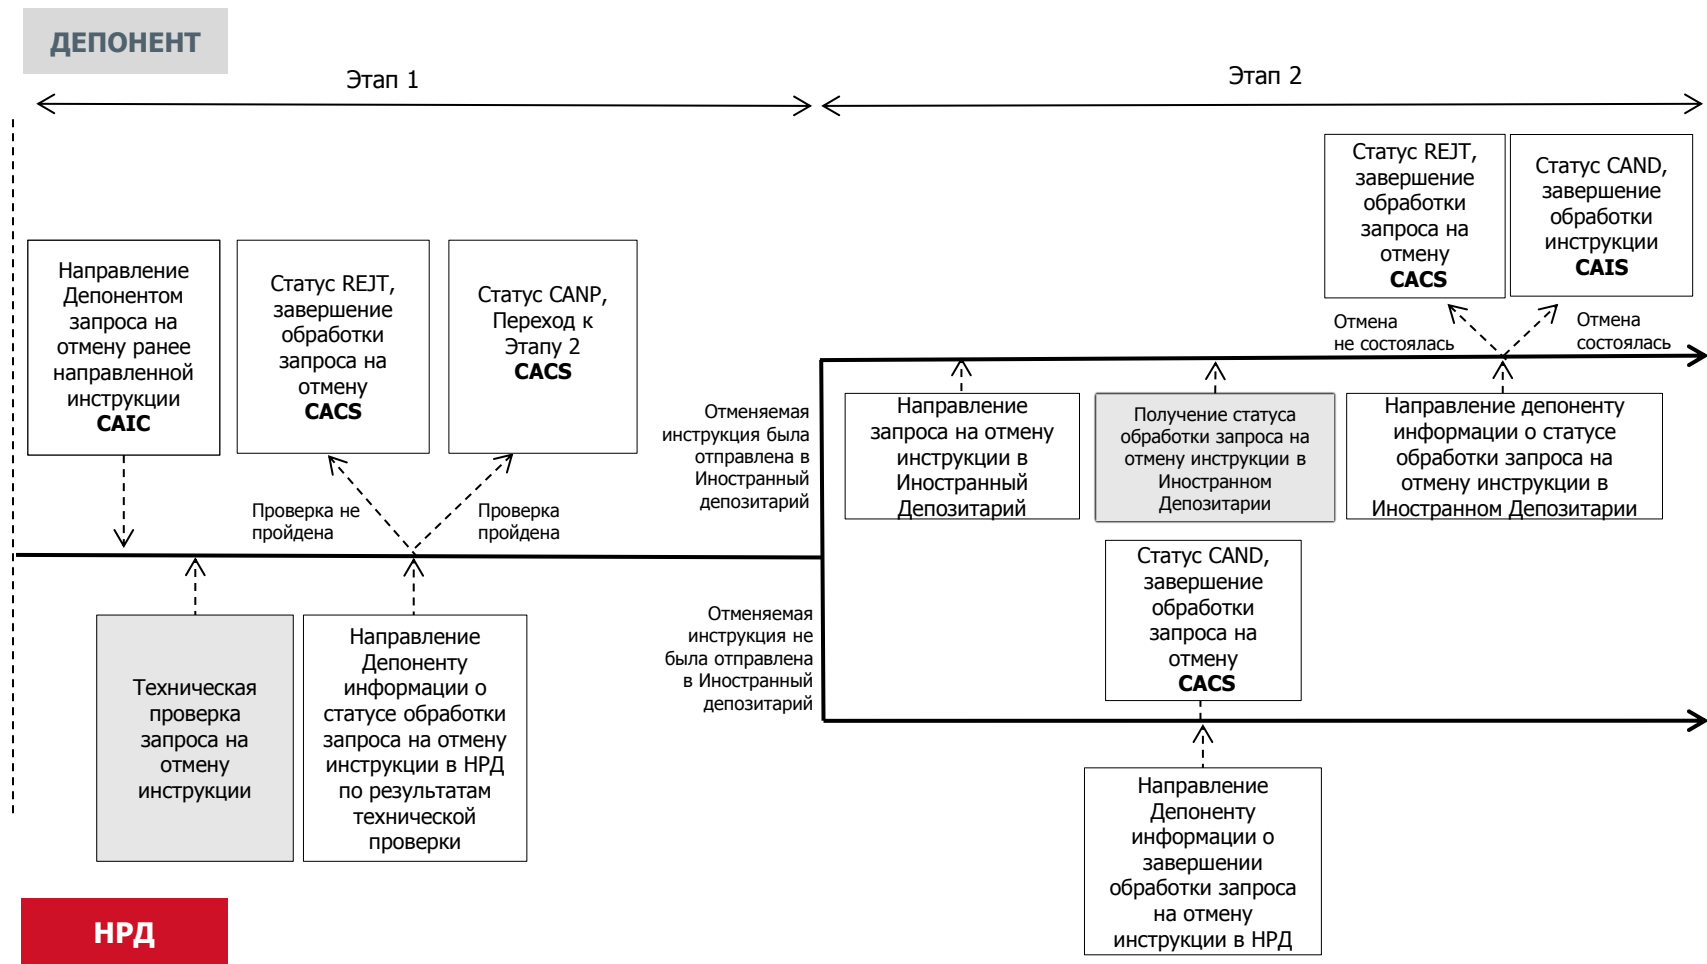 ДЕПОНЕНТ
Этап 1
Этап 2
Направление
Депонентом
запроса на
отмену ранее
направленной
инструкции
CAIC
Статус REJT,
завершение
обработки
запроса на
отмену
CACS
Статус CANP,
Переход к
Этапу 2
CACS
Проверка не
пройдена
Проверка
пройдена
Техническая
проверка
запроса на
отмену
инструкции
Направление
Депоненту
информации о
статусе обработки
запроса на отмену
инструкции в НРД
по результатам
технической
проверки
Отменяемая
инструкция была
отправлена в
Иностранный
депозитарий
Направление
запроса на отмену
инструкции в
Иностранный
Депозитарий
Получение статуса
обработки запроса на
отмену инструкции в
Иностранном
Депозитарии
Направление депоненту
информации о статусе
обработки запроса на
отмену инструкции в
Иностранном Депозитарии
Статус REJT,
завершение
обработки
запроса на
отмену
CACS
Статус CAND,
завершение
обработки
инструкции
CAIS
Отмена
не состоялась
Отмена
состоялась
Отменяемая
инструкция не
была отправлена
в Иностранный
депозитарий
Статус CAND,
завершение
обработки
запроса на
отмену
CACS
Направление
Депоненту
информации о
завершении
обработки запроса
на отмену
инструкции в НРД
НРД